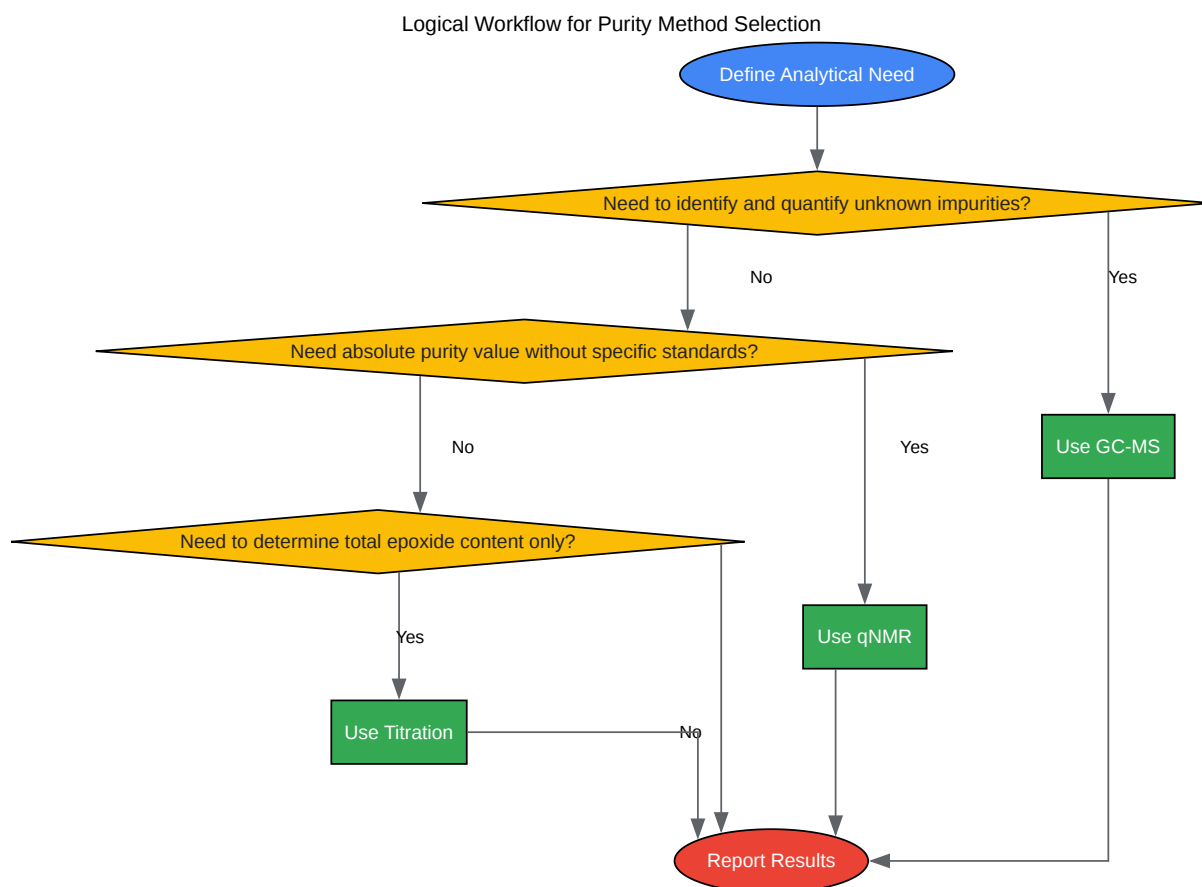 Logical Workflow for Purity Method Selection
Define Analytical Need
Need to identify and quantify unknown impurities?
No
Yes
Need absolute purity value without specific standards?
No
Yes
Use GC-MS
Need to determine total epoxide content only?
Yes
Use qNMR
Use Titration
No
Report Results